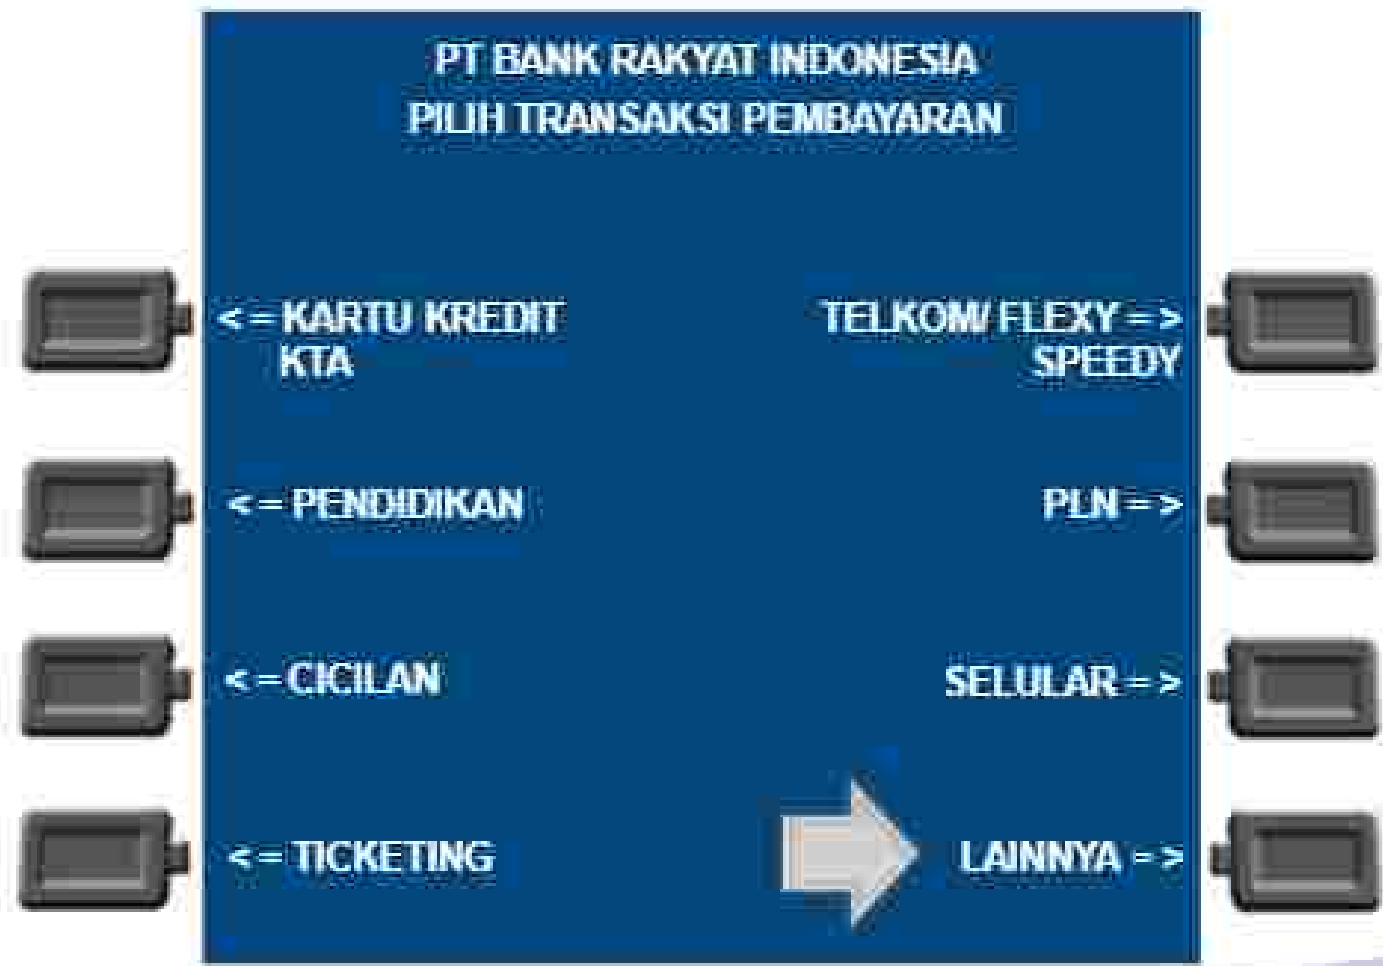 PT BANK RAKYAT INDONESIA
PILIH TRANSAKSI PEMBAYARAN
<= KARTU KREDIT
KTA
TELKOM/ FLEXY =>
SPEEDY
<= PENDIDIKAN
PLN =>
<= CICILAN
SELULAR =>
<= TICKETING
LAINNYA =>